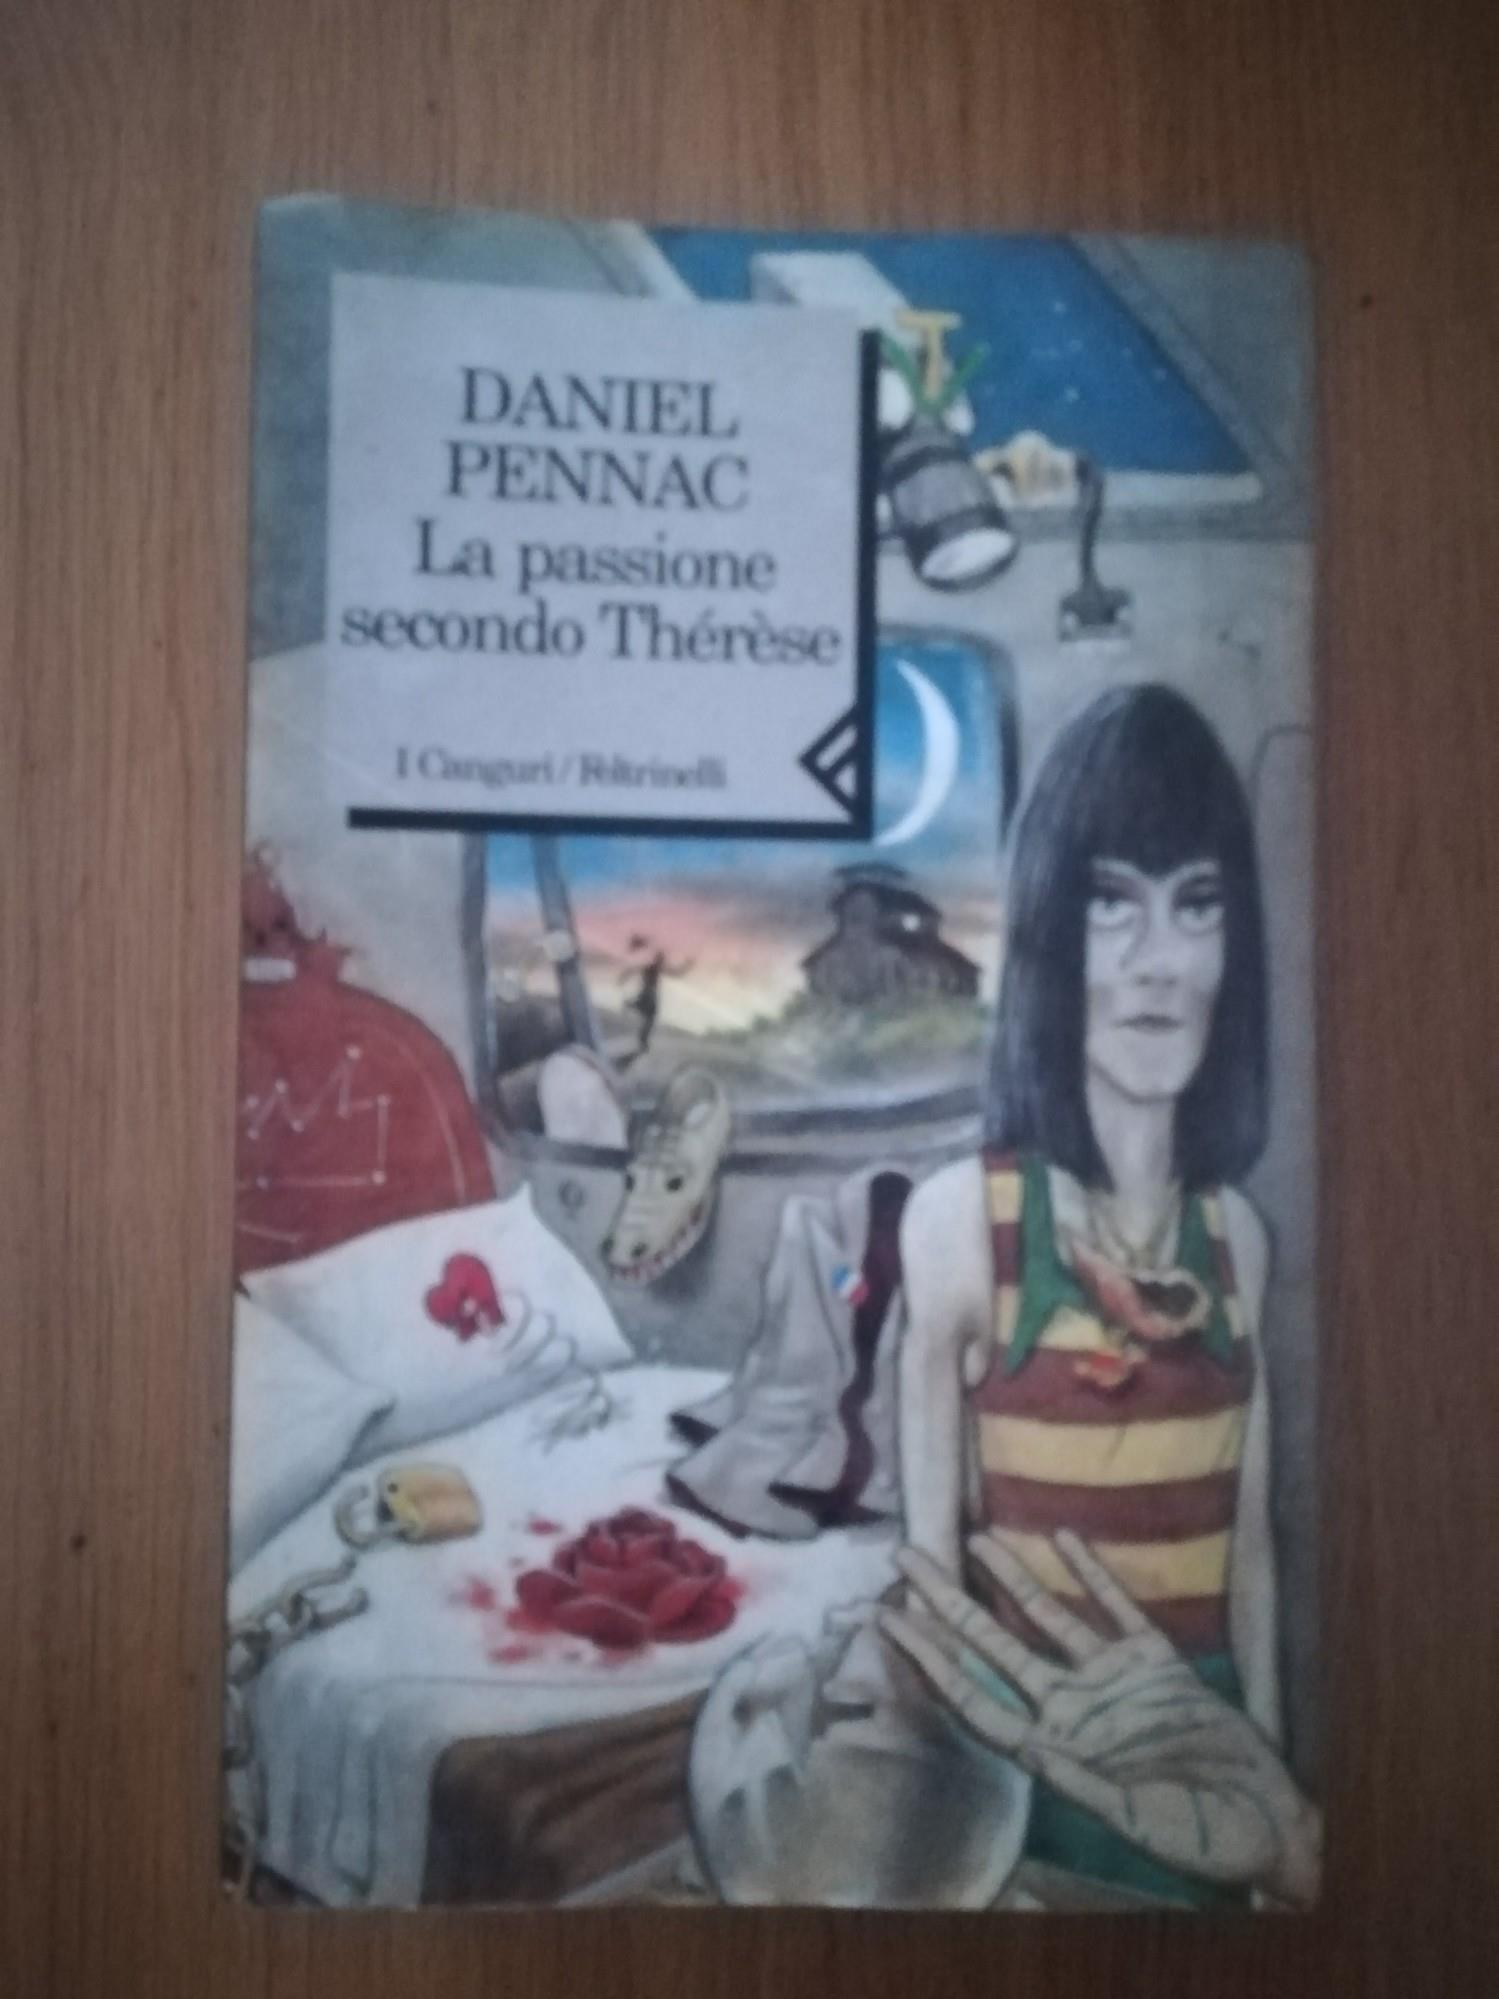 DANIEL
PENNAC
La passione
secondo Thérèse
I Canguri/Feltrinelli